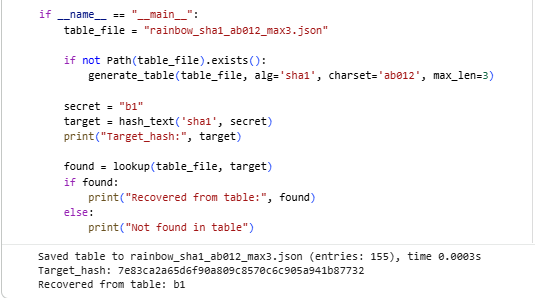 if __name__ == "__main__":
    table_file = "rainbow_sha1_ab012_max3.json"

    if not Path(table_file).exists():
        generate_table(table_file, alg='sha1', charset='ab012', max_len=3)

    secret = "b1"
    target = hash_text('sha1', secret)
    print("Target_hash:", target)

    found = lookup(table_file, target)
    if found:
        print("Recovered from table:", found)
    else:
        print("Not found in table")

Saved table to rainbow_sha1_ab012_max3.json (entries: 155), time 0.0003s
Target_hash: 7e83ca2a65d6f90a809c8570c6c905a941b87732
Recovered from table: b1